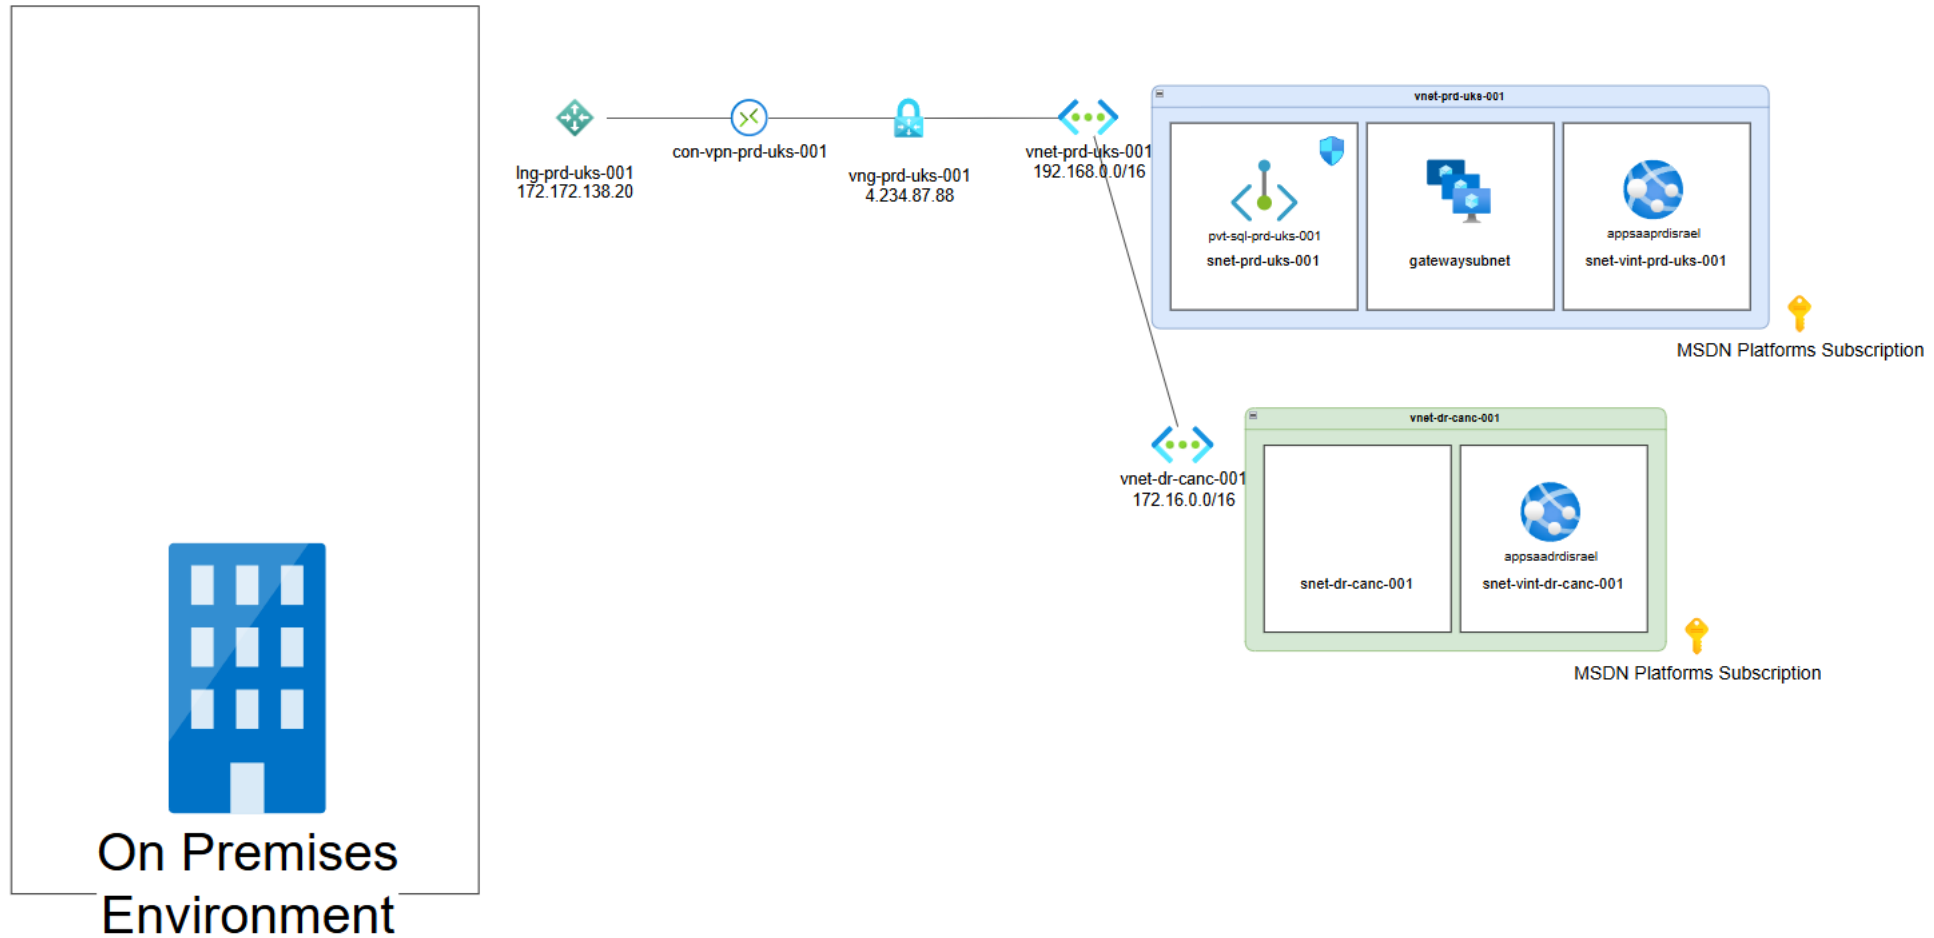 lng-prd-uks-001
172.172.138.20
con-vpn-prd-uks-001
vng-prd-uks-001
4.234.87.88
vnet-prd-uks-001
192.168.0.0/16
vnet-prd-uks-001
pvt-sql-prd-uks-001
snet-prd-uks-001
gatewaysubnet
appsaaprdisrael
snet-vint-prd-uks-001
MSDN Platforms Subscription
vnet-dr-canc-001
172.16.0.0/16
vnet-dr-canc-001
snet-dr-canc-001
appsaadrdisrael
snet-vint-dr-canc-001
MSDN Platforms Subscription
On Premises
Environment